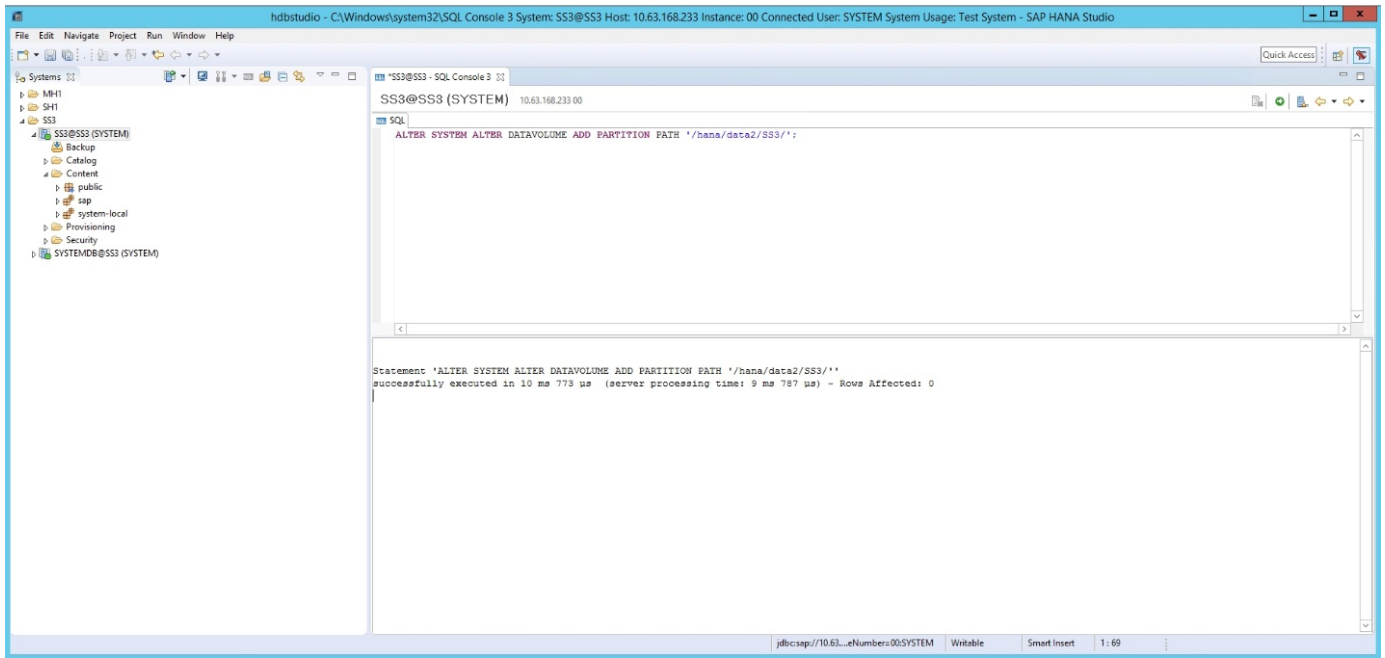 hdbstudio - C:\Windows\system32\SQL Console 3 System: SS3@SS3 Host: 10.63.168.233 Instance: 00 Connected User: SYSTEM System Usage: Test System - SAP HANA Studio
File Edit Navigate Project Run Window Help
Quick Access
Systems
MH1
SH1
SS3
SS3@SS3 (SYSTEM)
Backup
Catalog
Content
public
sap
system-local
Provisioning
Security
SYSTEMDB@SS3 (SYSTEM)
*SS3@SS3 - SQL Console 3
SS3@SS3 (SYSTEM) 10.63.168.233 00
SQL
ALTER SYSTEM ALTER DATAVOLUME ADD PARTITION PATH '/hana/data2/SS3/';
Statement 'ALTER SYSTEM ALTER DATAVOLUME ADD PARTITION PATH '/hana/data2/SS3/''
successfully executed in 10 ms 773 µs (server processing time: 9 ms 787 µs) - Rows Affected: 0
jdbc:sap://10.63....eNumber=00:SYSTEM Writable Smart Insert 1 : 69